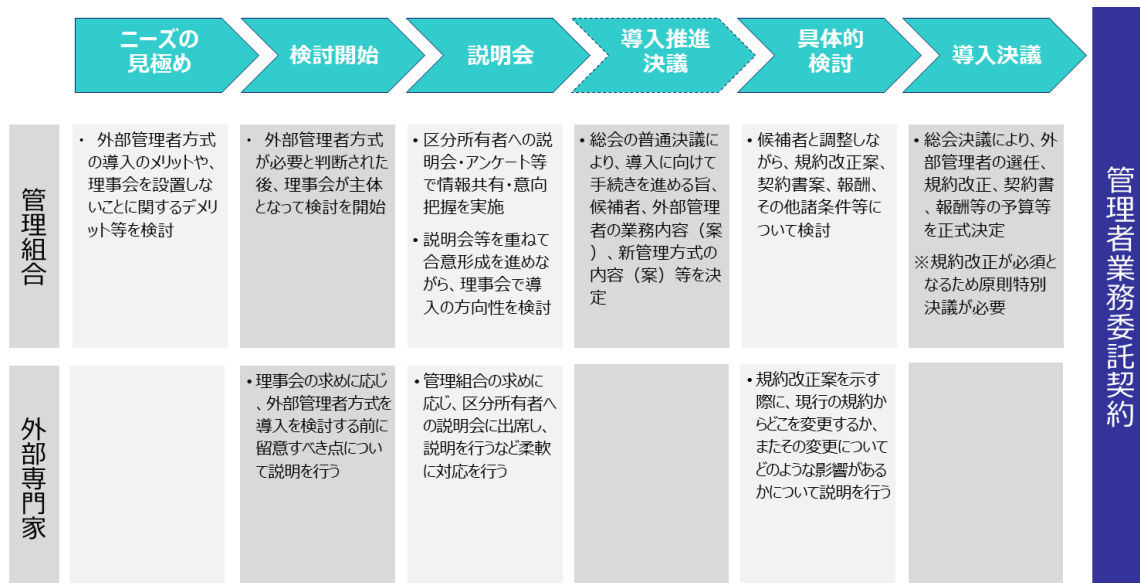 ニーズの
見極め
検討開始
説明会
導入推進
決議
具体的
検討
導入決議
管理組合
・ 外部管理者方式
の導入のメリットや、
理事会を設置しな
いことに関するデメリ
ット等を検討
・ 外部管理者方式
が必要と判断された
後、理事会が主体
となって検討を開始
•区分所有者への説
明会・アンケート等
で情報共有・意向
把握を実施
•説明会等を重ねて
合意形成を進めな
がら、理事会で導
入の方向性を検討
•総会の普通決議に
より、導入に向けて
手続きを進める旨、
候補者、外部管理
者の業務内容（案
）、新管理方式の
内容（案）等を決
定
•候補者と調整しな
がら、規約改正案、
契約書案、報酬、
その他諸条件等に
ついて検討
•総会決議により、外
部管理者の選任、
規約改正、契約書
、報酬等の予算等
を正式決定
※規約改正が必須と
なるため原則特別
決議が必要
外部専門家
•理事会の求めに応じ
、外部管理者方式を
導入を検討する前に
留意すべき点につい
て説明を行う
•管理組合の求めに
応じ、区分所有者へ
の説明会に出席し、
説明を行うなど柔軟
に対応を行う
•規約改正案を示す
際に、現行の規約か
らどこを変更するか、
またその変更について
どのような影響がある
かについて説明を行う
管理者業務委託契約